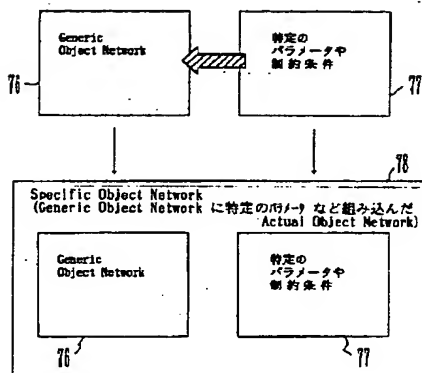 Generic
Object Network
特定の
パラメータや
制約条件
76
77
78
Specific Object Network
(Generic Object Network に特定のパラメータ など組み込んだ
Actual Object Network)
Generic
Object Network
特定の
パラメータや
制約条件
76
77